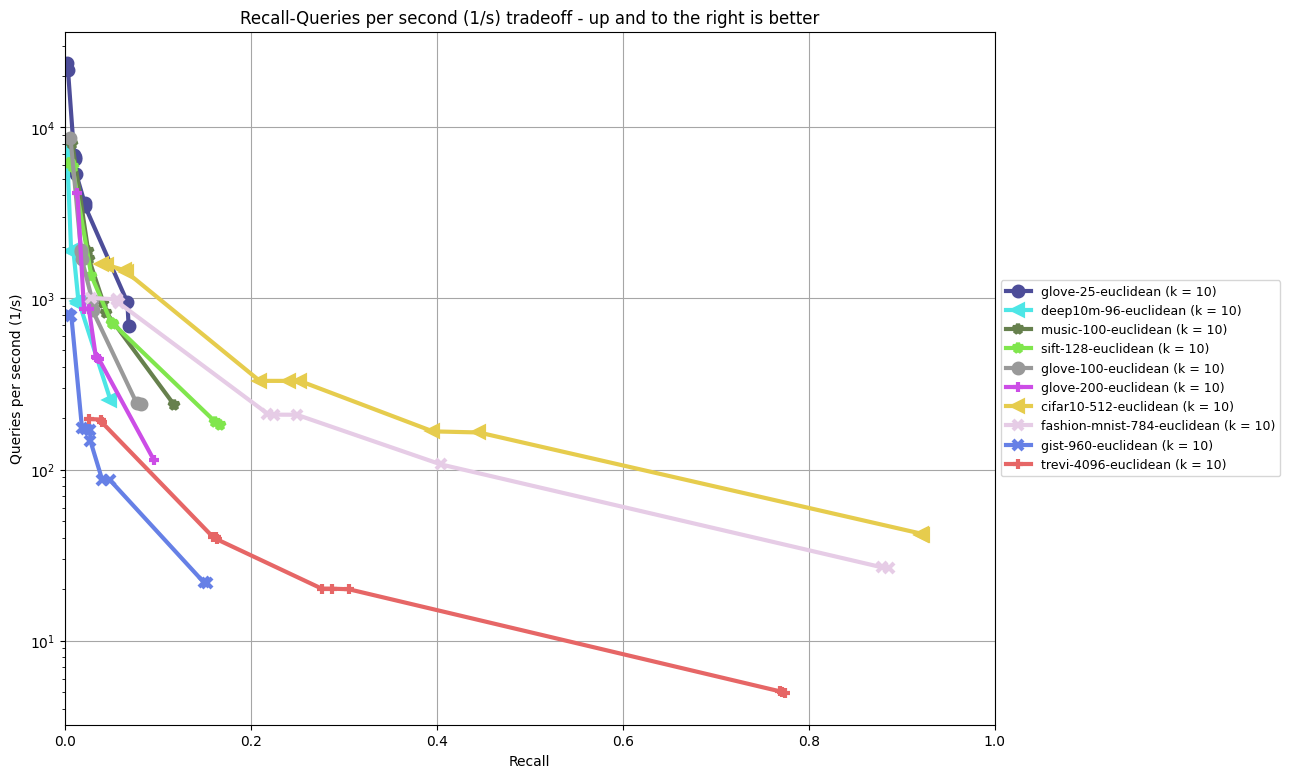 Recall-Queries per second (1/s) tradeoff - up and to the right is better
Queries per second (1/s)
10^4
10^3
10^2
10^1
0.0 0.2 0.4 0.6 0.8 1.0
Recall
glove-25-euclidean (k = 10)
deep10m-96-euclidean (k = 10)
music-100-euclidean (k = 10)
sift-128-euclidean (k = 10)
glove-100-euclidean (k = 10)
glove-200-euclidean (k = 10)
cifar10-512-euclidean (k = 10)
fashion-mnist-784-euclidean (k = 10)
gist-960-euclidean (k = 10)
trevi-4096-euclidean (k = 10)